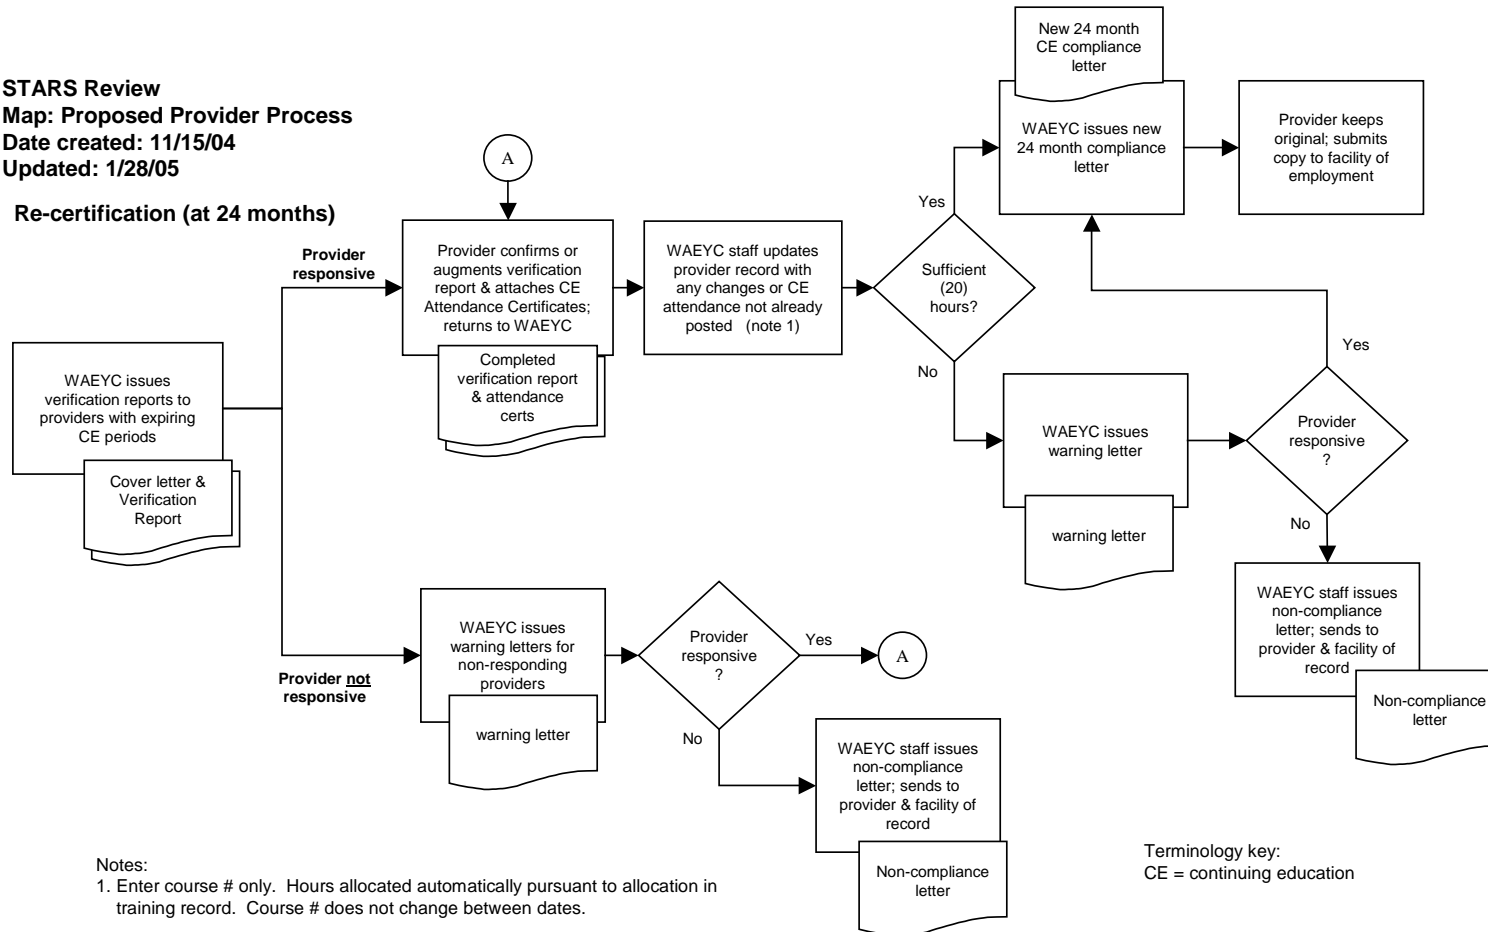 STARS Review
Map: Proposed Provider Process
Date created: 11/15/04
Updated: 1/28/05
Re-certification (at 24 months)
WAEYC issues
verification reports to
providers with expiring
CE periods
Cover letter &
Verification
Report
Provider
responsive
A
Provider confirms or
augments verification
report & attaches CE
Attendance Certificates;
returns to WAEYC
Completed
verification report
& attendance
certs
WAEYC staff updates
provider record with
any changes or CE
attendance not already
posted (note 1)
Sufficient
(20)
hours?
Yes
New 24 month
CE compliance
letter
WAEYC issues new
24 month compliance
letter
Provider keeps
original; submits
copy to facility of
employment
No
WAEYC issues
warning letter
warning letter
Provider
responsive
?
Yes
No
WAEYC staff issues
non-compliance
letter; sends to
provider & facility of
record
Non-compliance
letter
Provider not
responsive
WAEYC issues
warning letters for
non-responding
providers
warning letter
Provider
responsive
?
Yes
A
No
WAEYC staff issues
non-compliance
letter; sends to
provider & facility of
record
Non-compliance
letter
Notes:
1. Enter course # only. Hours allocated automatically pursuant to allocation in
training record. Course # does not change between dates.
Terminology key:
CE = continuing education